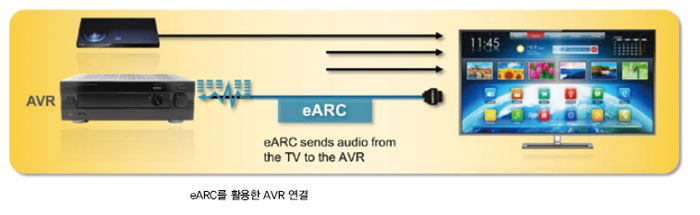 11:45
AVR
eARC
eARC sends audio from
the TV to the AVR
eARC를 활용한 AVR 연결